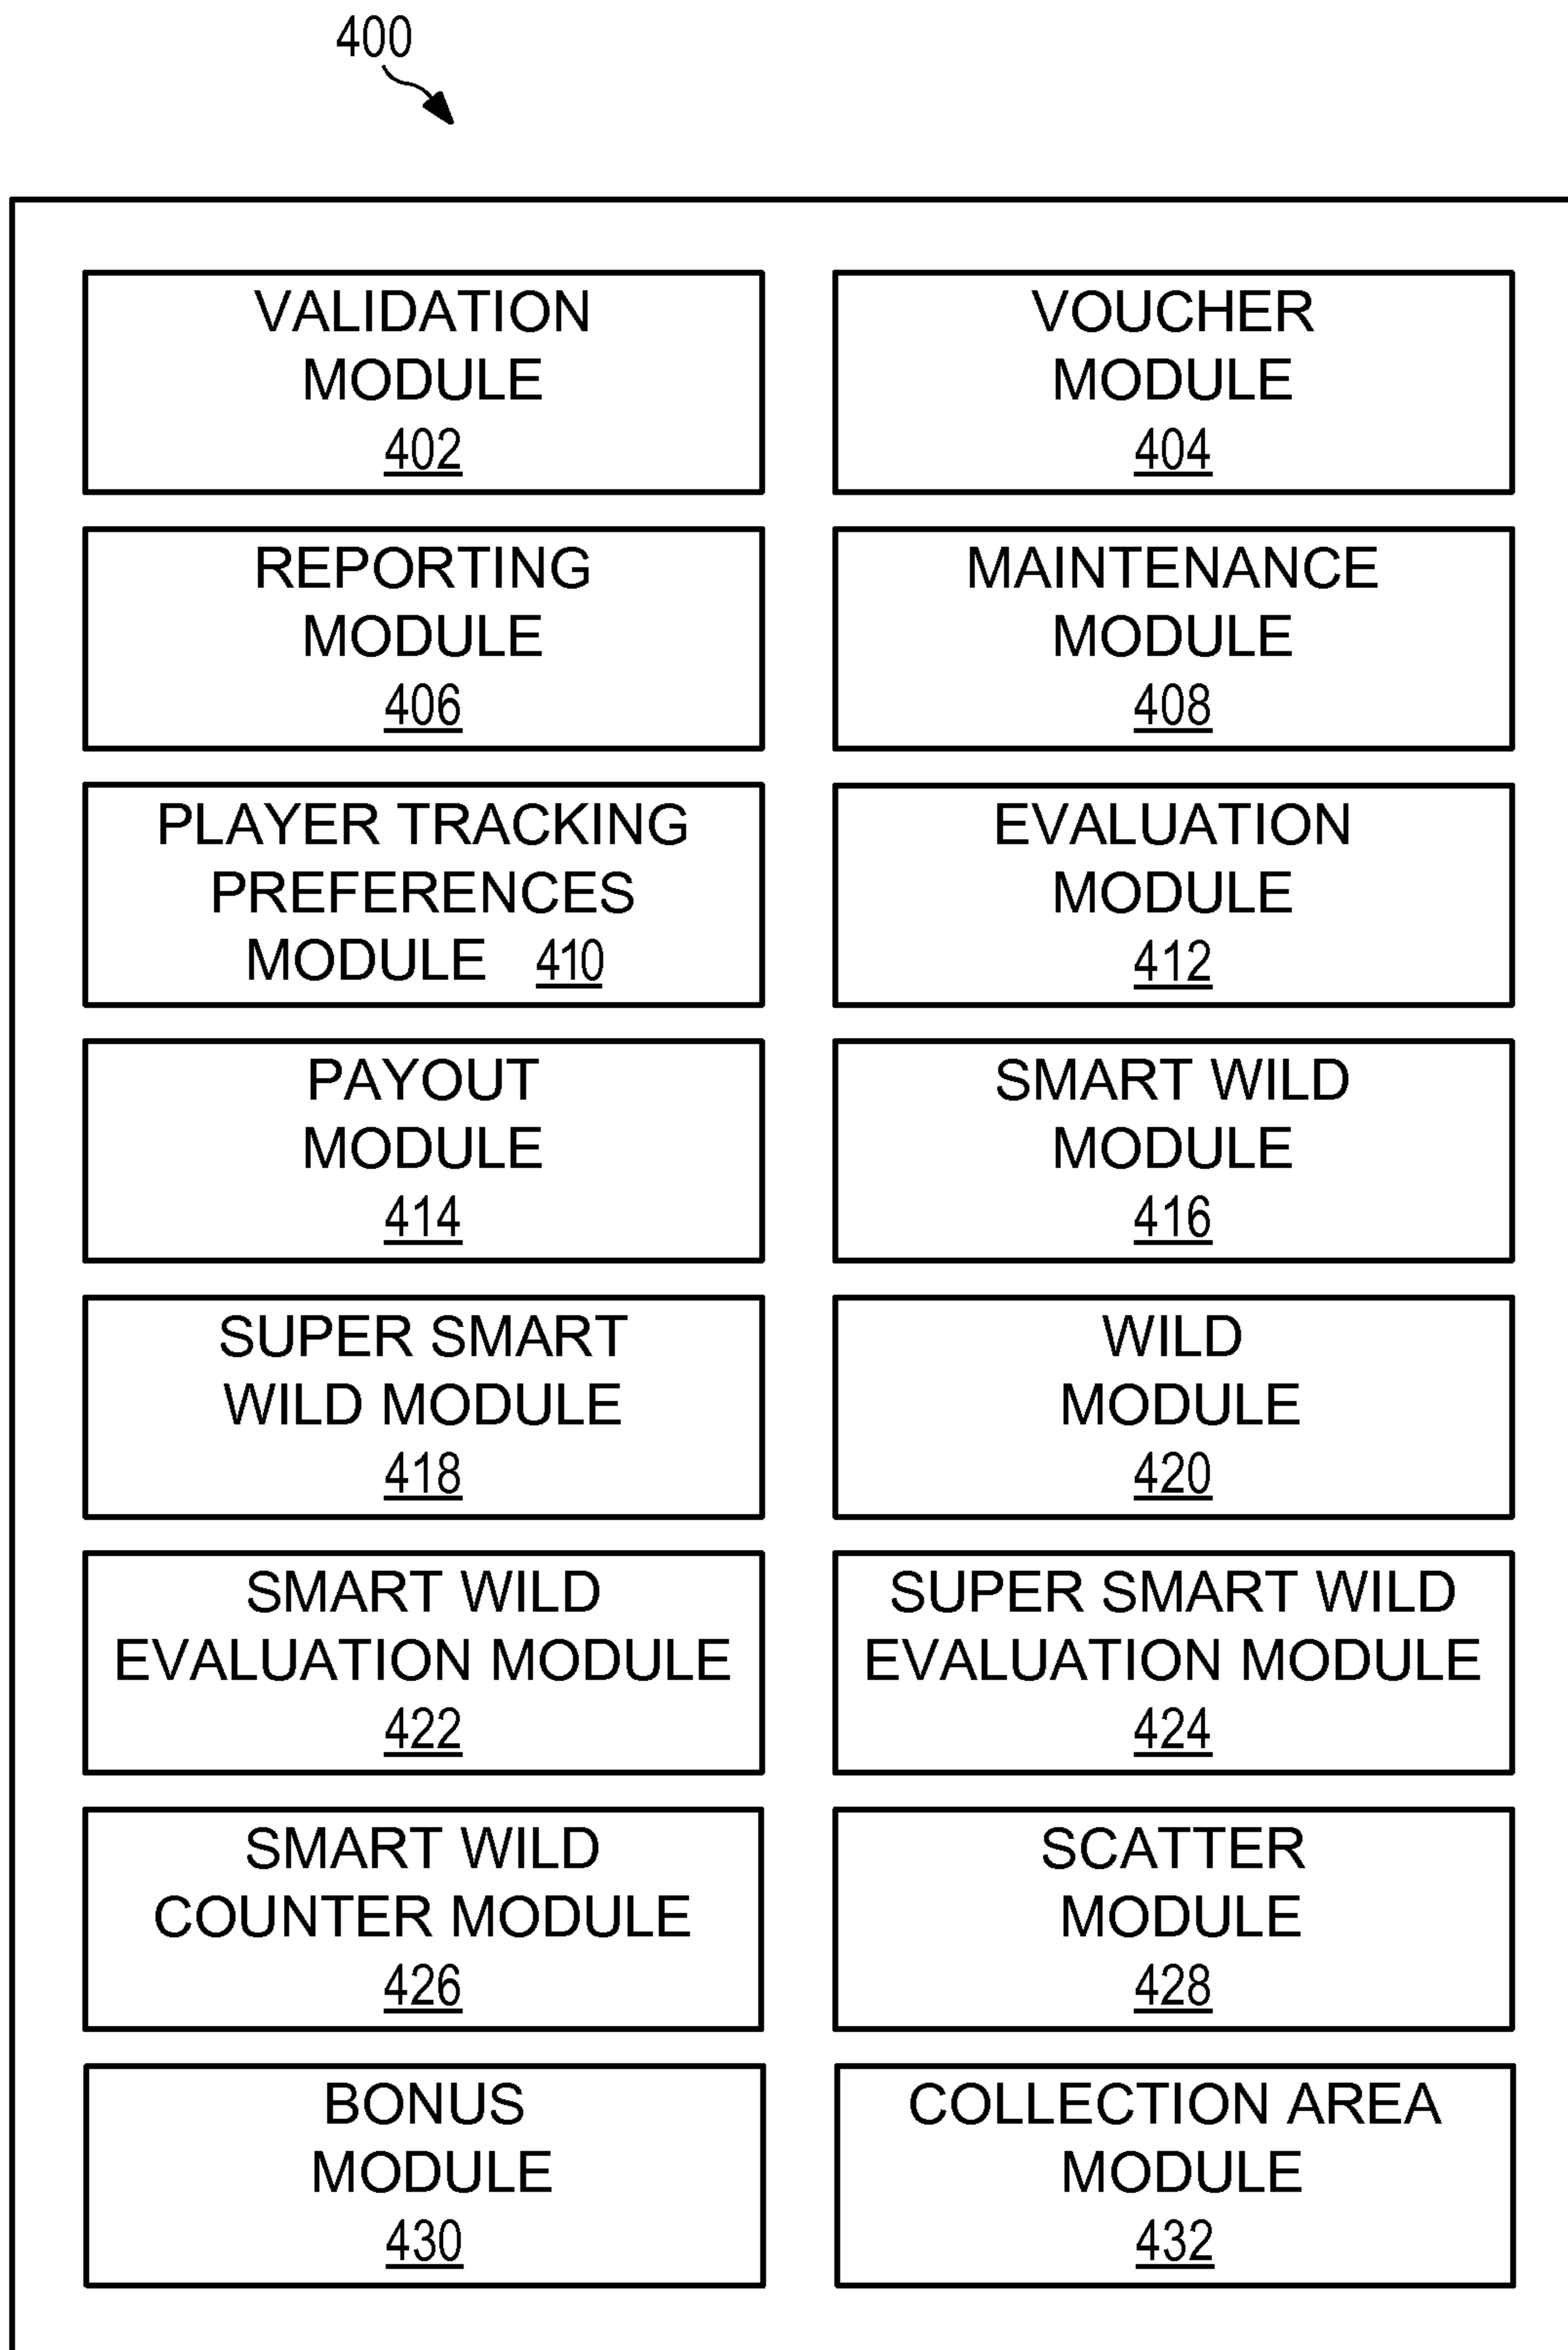 400
VALIDATION
MODULE
402
VOUCHER
MODULE
404
REPORTING
MODULE
406
MAINTENANCE
MODULE
408
PLAYER TRACKING
PREFERENCES
MODULE 410
EVALUATION
MODULE
412
PAYOUT
MODULE
414
SMART WILD
MODULE
416
SUPER SMART
WILD MODULE
418
WILD
MODULE
420
SMART WILD
EVALUATION MODULE
422
SUPER SMART WILD
EVALUATION MODULE
424
SMART WILD
COUNTER MODULE
426
SCATTER
MODULE
428
BONUS
MODULE
430
COLLECTION AREA
MODULE
432